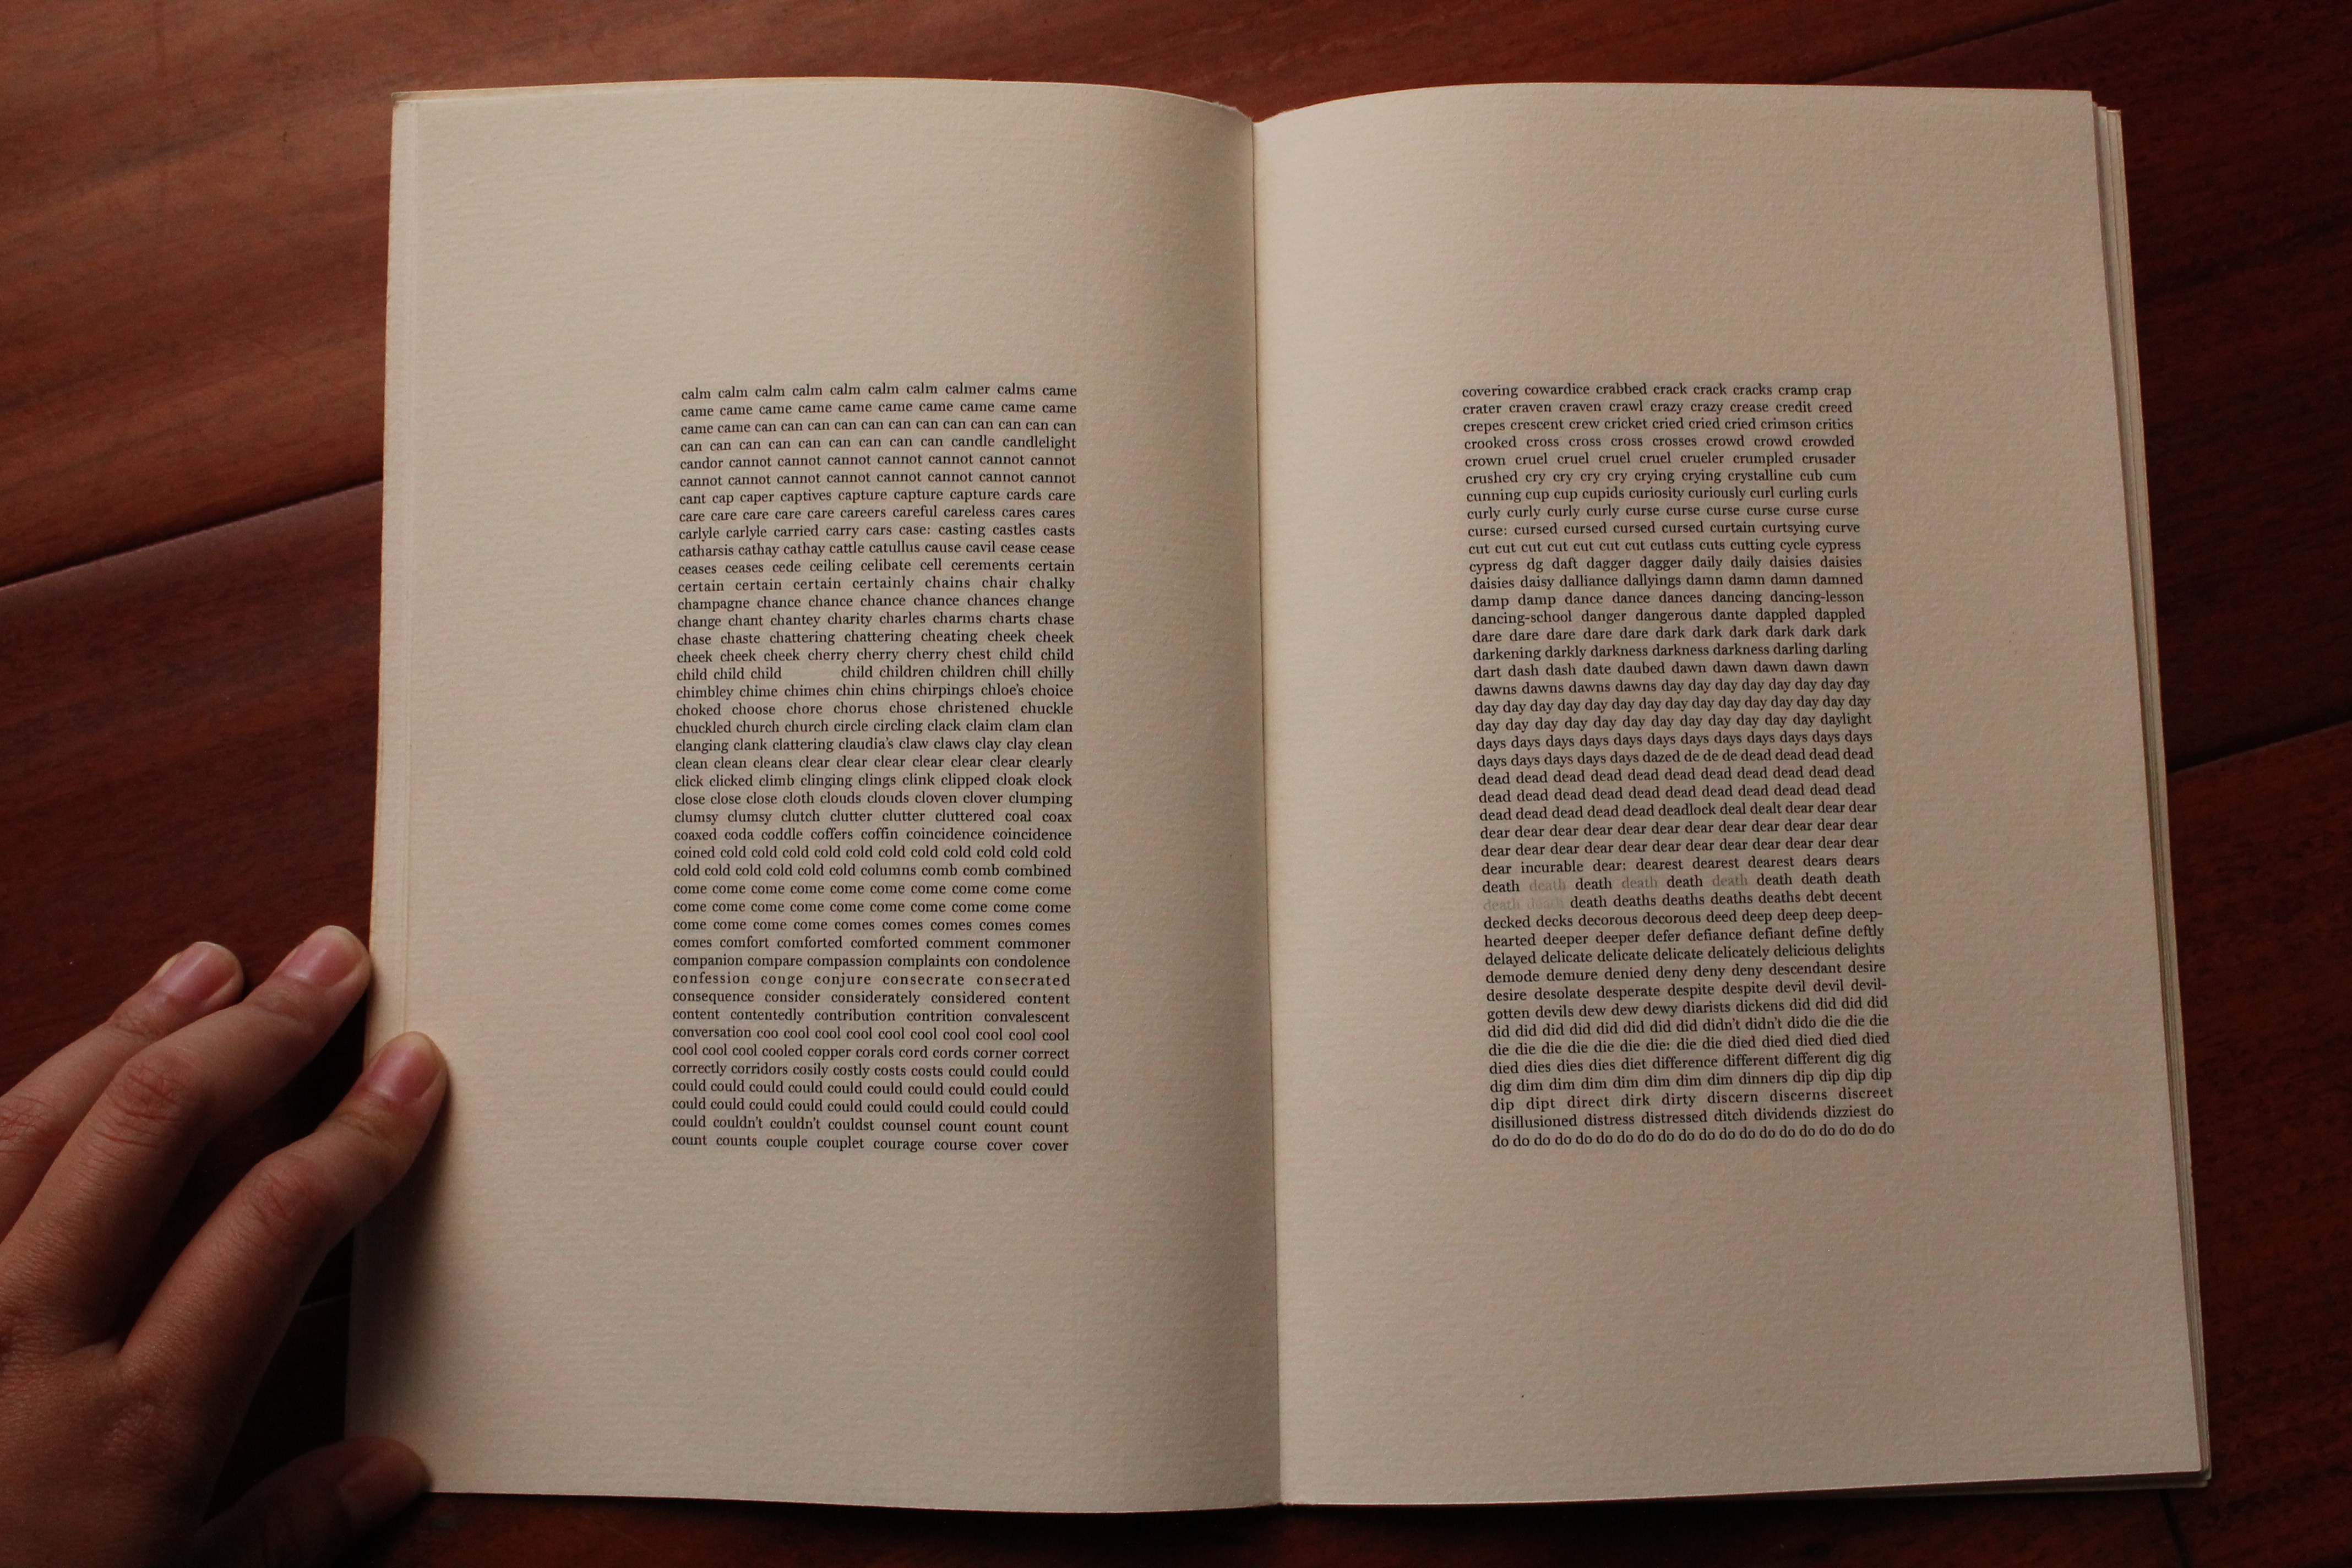 calm calm calm calm calm calm calm calmer calms came
came came came came came came came came came came
came came can can can can can can can can can can can can
can can can can can can can can can candle candlelight
candor cannot cannot cannot cannot cannot cannot cannot
cannot cannot cannot cannot cannot cannot cannot cannot
cant cap caper captives capture capture capture cards care
care care care care care careers careful careless cares cares
carlyle carlyle carried carry cars case: casting castles casts
catharsis cathay cathay cattle catullus cause cavil cease cease
ceases ceases cede ceiling celibate cell cerements certain
certain certain certain certainly chains chair chalky
champagne chance chance chance chance chances change
change chant chantey charity charles charms charts chase
chase chaste chattering chattering cheating cheek cheek
cheek cheek cheek cherry cherry cherry chest child child
child child child child children children chill chilly
chimbley chime chimes chin chins chirpings chloe's choice
choked choose chore chorus chose christened chuckle
chuckled church church circle circling clack claim clam clan
clanging clank clattering claudia's claw claws clay clay clean
clean clean cleans clear clear clear clear clear clear clearly
click clicked climb clinging clings clink clipped cloak clock
close close close cloth clouds clouds cloven clover clumping
clumsy clumsy clutch clutter clutter cluttered coal coax
coaxed coda coddle coffers coffin coincidence coincidence
coined cold cold cold cold cold cold cold cold cold cold cold
cold cold cold cold cold cold columns comb comb combined
come come come come come come come come come come
come come come come come come come come come come
come come come come comes comes comes comes comes
comes comfort comforted comforted comment commoner
companion compare compassion complaints con condolence
confession conge conjure consecrate consecrated
consequence consider considerately considered content
content contentedly contribution contrition convalescent
conversation coo cool cool cool cool cool cool cool cool cool
cool cool cool cooled copper corals cord cords corner correct
correctly corridors cosily costly costs costs could could could
could could could could could could could could could could
could could could could could could could could could could
could couldn't couldn't couldst counsel count count count
count counts couple couplet courage course cover cover
covering cowardice crabbed crack crack cracks cramp crap
crater craven craven crawl crazy crazy crease credit creed
crepes crescent crew cricket cried cried cried crimson critics
crooked cross cross cross crosses crowd crowd crowded
crown cruel cruel cruel cruel crueler crumpled crusader
crushed cry cry cry cry crying crying crystalline cub cum
cunning cup cup cupids curiosity curiously curl curling curls
curly curly curly curly curse curse curse curse curse curse
curse: cursed cursed cursed cursed curtain curtsying curve
cut cut cut cut cut cut cut cutlass cuts cutting cycle cypress
cypress dg daft dagger dagger daily daily daisies daisies
daisies daisy dalliance dallyings damn damn damn damned
damp damp dance dance dances dancing dancing-lesson
dancing-school danger dangerous dante dappled dappled
dare dare dare dare dare dark dark dark dark dark
darkening darkly darkness darkness darkness darling darling
dart dash dash date daubed dawn dawn dawn dawn dawn
dawns dawns dawns dawns day day day day day day day day
day day day day day day day day day day day day day day
day day day day day day day day day day day day daylight
days days days days days days days days days days days days
days days days days days dazed de de de dead dead dead dead
dead dead dead dead dead dead dead dead dead dead dead
dead dead dead dead dead dead dead dead dead dead dead
dead dead dead dead dead deadlock deal dealt dear dear dear
dear dear dear dear dear dear dear dear dear dear dear dear
dear dear dear dear dear dear dear dear dear dear dear dear
dear incurable dear: dearest dearest dearest dears dears
death death death death death death death death death
death death death deaths deaths deaths deaths debt decent
decked decks decorous decorous deed deep deep deep deep-
hearted deeper deeper defer defiance defiant define deftly
delayed delicate delicate delicate delicately delicious delights
demode demure denied deny deny deny descendant desire
desire desolate desperate despite despite devil devil devil-
gotten devils dew dew dewy diarists dickens did did did did
did did did did did did did did didn't didn't dido die die die
die die die die die die die: die die died died died died died
died dies dies dies diet difference different different dig dig
dig dim dim dim dim dim dim dim dinners dip dip dip dip
dip dipt direct dirk dirty discern discerns discreet
disillusioned distress distressed ditch dividends dizziest do
do do do do do do do do do do do do do do do do do do do do